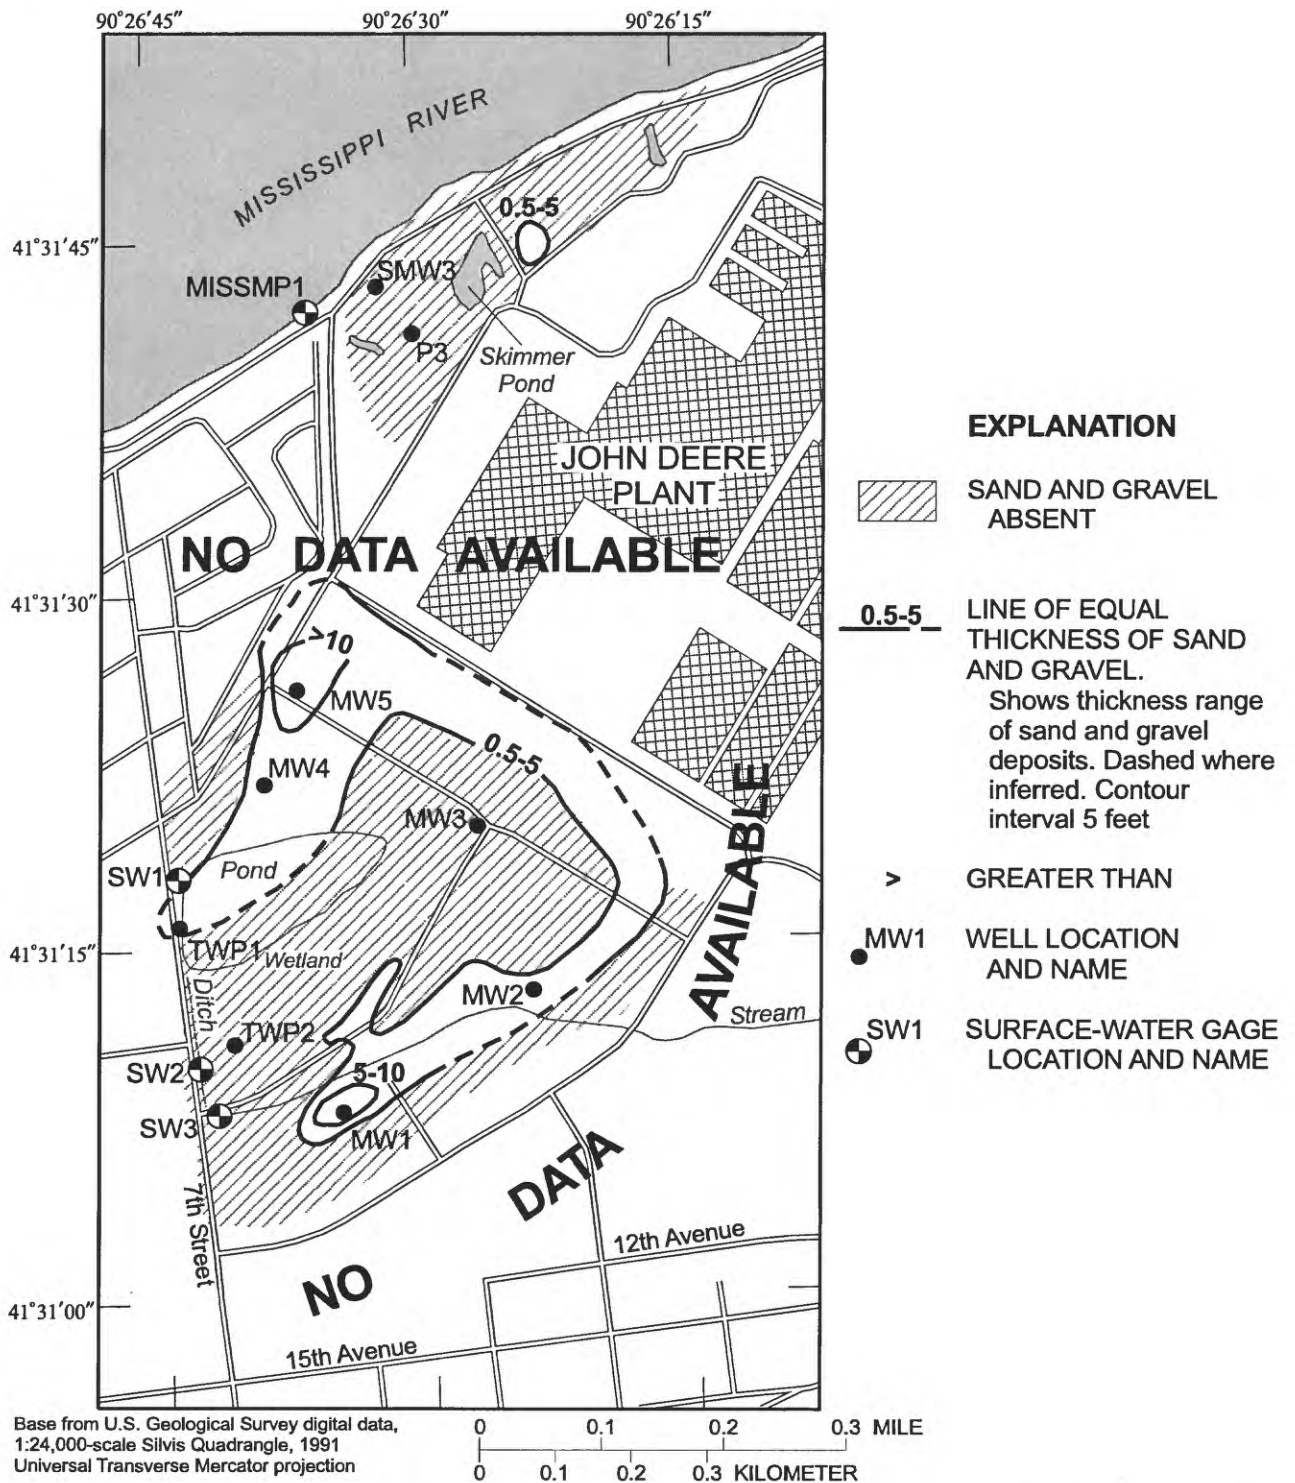 90°26′45″ 90°26′30″ 90°26′15″
MISSISSIPPI RIVER
0.5-5
41°31′45″
SMW3
MISSMP1
P3
Skimmer
Pond
JOHN DEERE
PLANT
NO DATA AVAILABLE
41°31′30″
>10
MW5
0.5-5
MW4
MW3
Pond
SW1
TWP1
41°31′15″
Wetland
Ditch
MW2
AVAILABLE
Stream
TWP2
SW2
5-10
SW3
MW1
DATA
7th Street
12th Avenue
NO
41°31′00″
15th Avenue
EXPLANATION
SAND AND GRAVEL
ABSENT
0.5-5 LINE OF EQUAL
THICKNESS OF SAND
AND GRAVEL.
Shows thickness range
of sand and gravel
deposits. Dashed where
inferred. Contour
interval 5 feet
> GREATER THAN
MW1 WELL LOCATION
AND NAME
SW1 SURFACE-WATER GAGE
LOCATION AND NAME
Base from U.S. Geological Survey digital data,
1:24,000-scale Silvis Quadrangle, 1991
Universal Transverse Mercator projection
0 0.1 0.2 0.3 MILE
0 0.1 0.2 0.3 KILOMETER